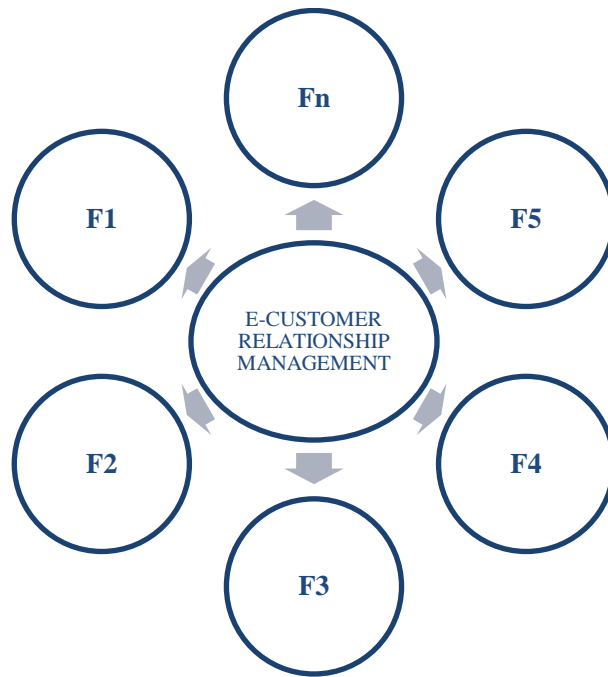 Fn
F1
F5
E-CUSTOMER
RELATIONSHIP
MANAGEMENT
F2
F4
F3